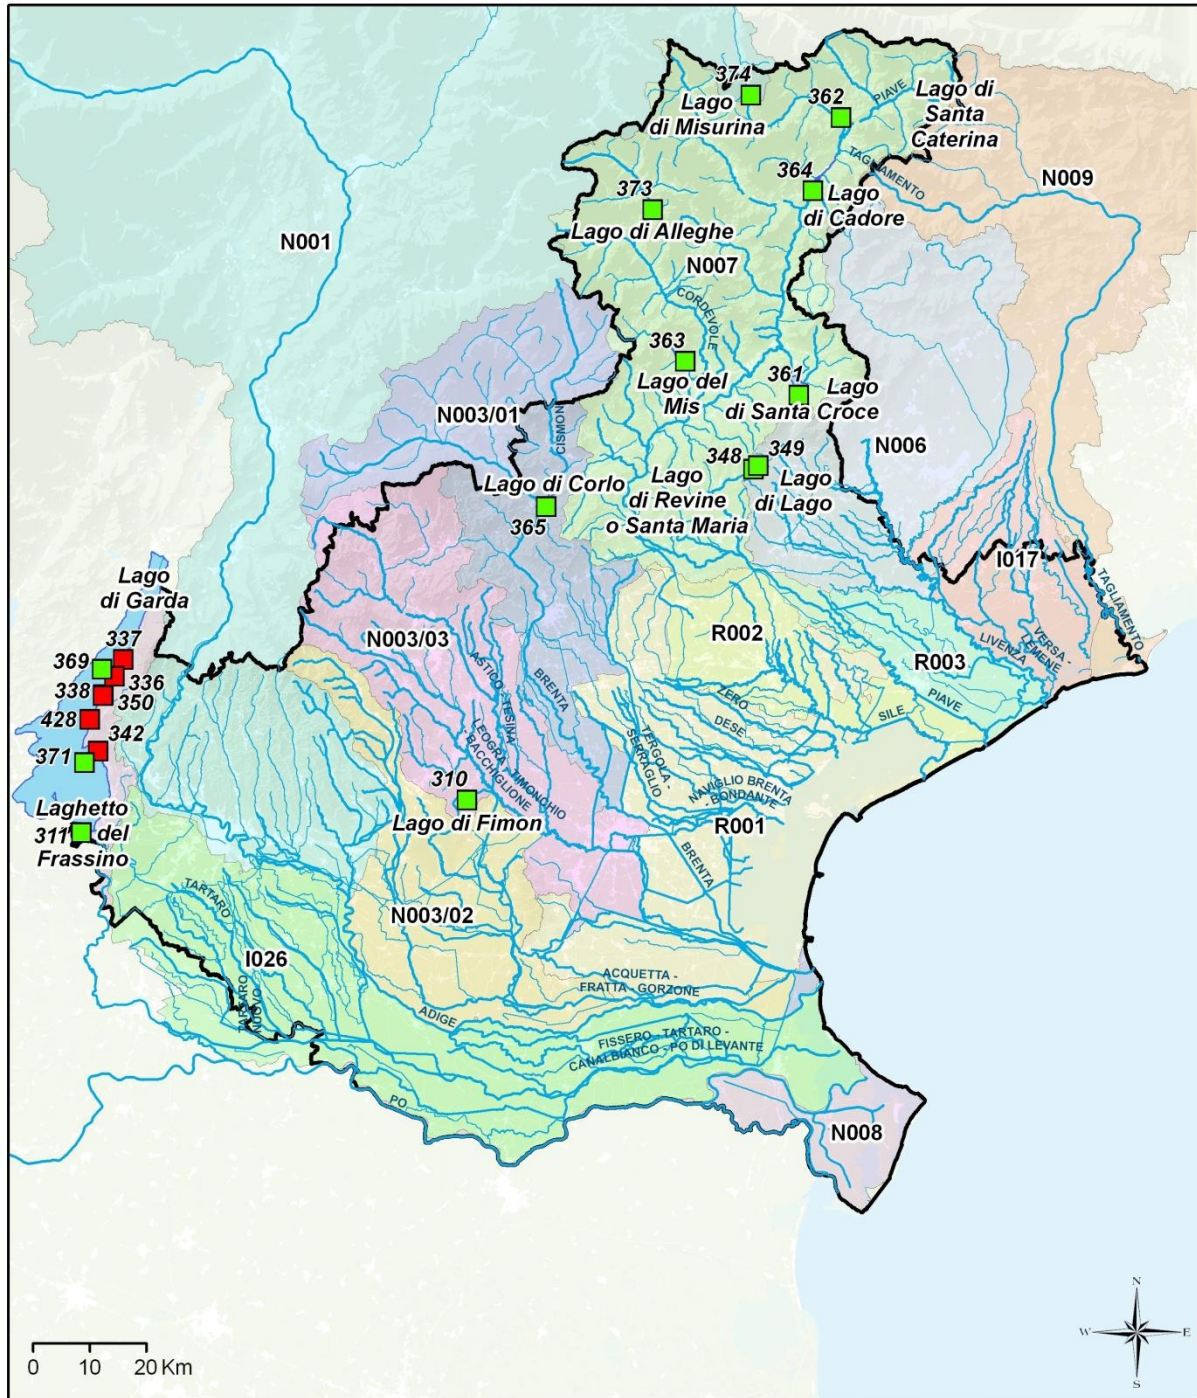 374
Lago
di Misurina
362
PIAVE
Lago di
Santa
Caterina
TAGLIAMENTO
N009
373
Lago di Alleghe
364
Lago
di Cadore
N001
N007
CORDEVOLE
363
Lago del
Mis
361
Lago
di Santa Croce
N003/01
CISMON
N006
348
349
Lago
di Revine
o Santa Maria
Lago
di Lago
Lago di Corlo
365
I017
TAGLIAMENTO
VERSA -
LEMENE
LIVENZA
Lago
di Garda
337
369
336
338
350
428
342
371
N003/03
ASTICO - TESINA
BRENTA
LEOGRA - TIMONCHIO
BACCHIGLIONE
R002
R003
ZERO
DESE
SILE
PIAVE
TERGOLA -
SERRAGLIO
NAVIGLIO BRENTA
- BONDANTE
R001
BRENTA
310
Lago di Fimon
Laghetto
311
del
Frassino
TARTARO
N003/02
I026
TARTARO
NUOVO
ADIGE
ACQUETTA -
FRATTA - GORZONE
FISSERO - TARTARO -
CANALBIANCO - PO DI LEVANTE
PO
N008
0 10 20 Km
N
W E
S